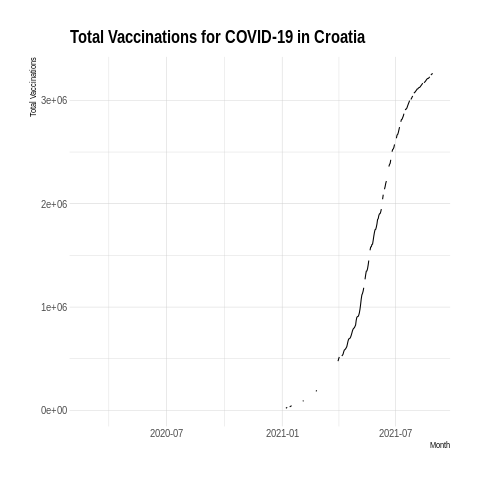 Total Vaccinations for COVID-19 in Croatia
Total Vaccinations
3e+06
2e+06
1e+06
0e+00
2020-07
2021-01
2021-07
Month